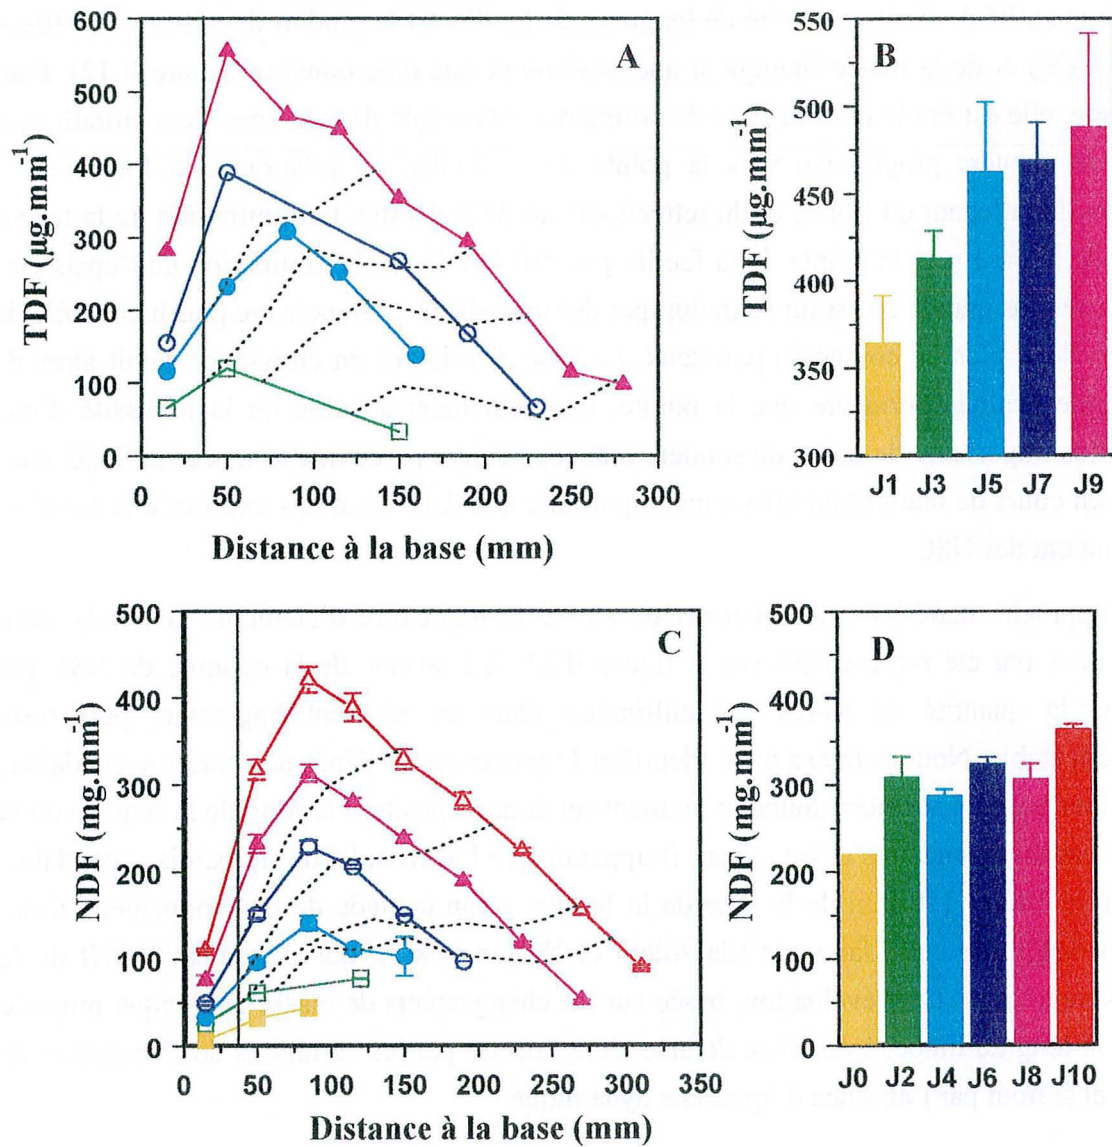 A
600
500
400
300
200
100
0
TDF (µg.mm⁻¹)
0 50 100 150 200 250 300
Distance à la base (mm)
B
550
500
450
400
350
300
TDF (µg.mm⁻¹)
J1 J3 J5 J7 J9
C
500
400
300
200
100
0
NDF (mg.mm⁻¹)
0 50 100 150 200 250 300 350
Distance à la base (mm)
D
500
400
300
200
100
0
NDF (mg.mm⁻¹)
J0 J2 J4 J6 J8 J10